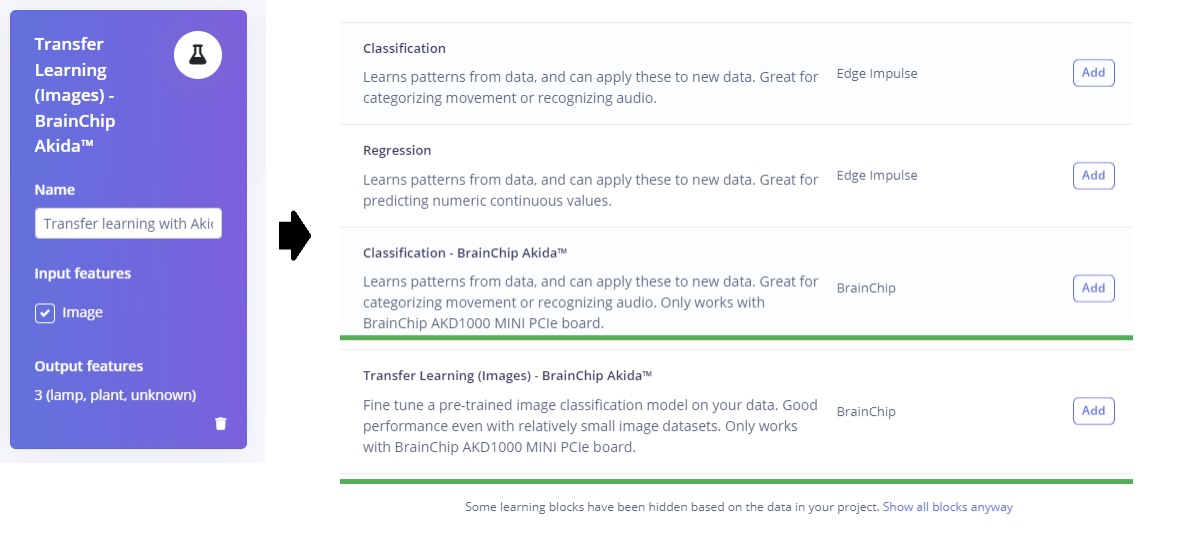 Transfer
Learning
(Images) -
BrainChip
Akida™
Name
Transfer learning with Aki
Input features
Image
Output features
3 (lamp, plant, unknown)
Classification
Learns patterns from data, and can apply these to new data. Great for
categorizing movement or recognizing audio.
Edge Impulse
Add
Regression
Learns patterns from data, and can apply these to new data. Great for
predicting numeric continuous values.
Edge Impulse
Add
Classification - BrainChip Akida™
Learns patterns from data, and can apply these to new data. Great for
categorizing movement or recognizing audio. Only works with
BrainChip AKD1000 MINI PCIe board.
BrainChip
Add
Transfer Learning (Images) - BrainChip Akida™
Fine tune a pre-trained image classification model on your data. Good
performance even with relatively small image datasets. Only works
with BrainChip AKD1000 MINI PCIe board.
BrainChip
Add
Some learning blocks have been hidden based on the data in your project. Show all blocks anyway